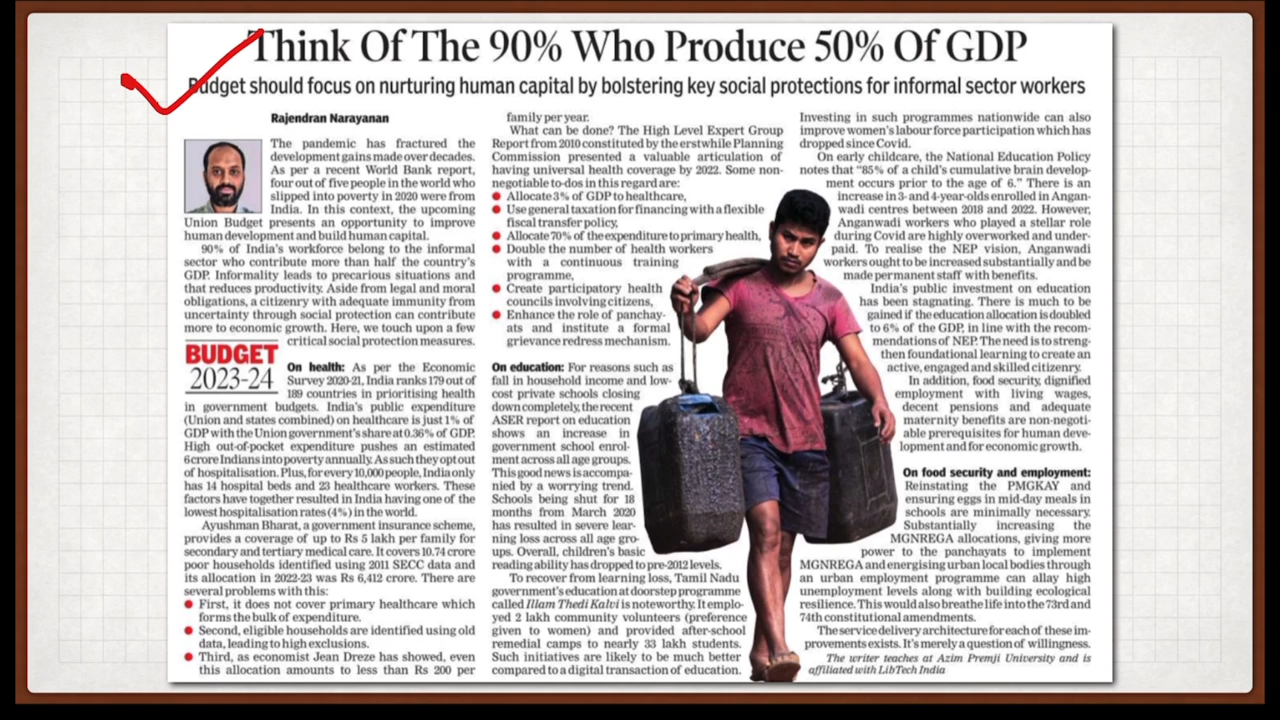 Think Of The 90% Who Produce 50% Of GDP
Budget should focus on nurturing human capital by bolstering key social protections for informal sector workers
Rajendran Narayanan
The pandemic has fractured the
development gains made over decades.
As per a recent World Bank report,
four out of five people in the world who
slipped into poverty in 2020 were from
India. In this context, the upcoming
Union Budget presents an opportunity to improve
human development and build human capital.
90% of India's workforce belong to the informal
sector who contribute more than half the country's
GDP. Informality leads to precarious situations and
that reduces productivity. Aside from legal and moral
obligations, a citizenry with adequate immunity from
uncertainty through social protection can contribute
more to economic growth. Here, we touch upon a few
critical social protection measures.
BUDGET
2023-24
On health: As per the Economic
Survey 2020-21, India ranks 179 out of
189 countries in prioritising health
in government budgets. India's public expenditure
(Union and states combined) on healthcare is just 1% of
GDP with the Union government's share at 0.36% of GDP.
High out-of-pocket expenditure pushes an estimated
6 crore Indians into poverty annually. As such they opt out
of hospitalisation. Plus, for every 10,000 people, India only
has 14 hospital beds and 23 healthcare workers. These
factors have together resulted in India having one of the
lowest hospitalisation rates (4%) in the world.
Ayushman Bharat, a government insurance scheme,
provides a coverage of up to Rs 5 lakh per family for
secondary and tertiary medical care. It covers 10.74 crore
poor households identified using 2011 SECC data and
its allocation in 2022-23 was Rs 6,412 crore. There are
several problems with this:
● First, it does not cover primary healthcare which
forms the bulk of expenditure.
● Second, eligible households are identified using old
data, leading to high exclusions.
● Third, as economist Jean Dreze has showed, even
this allocation amounts to less than Rs 200 per
family per year.
What can be done? The High Level Expert Group
Report from 2010 constituted by the erstwhile Planning
Commission presented a valuable articulation of
having universal health coverage by 2022. Some non-
negotiable to-dos in this regard are:
● Allocate 3% of GDP to healthcare,
● Use general taxation for financing with a flexible
fiscal transfer policy,
● Allocate 70% of the expenditure to primary health,
● Double the number of health workers
with a continuous training
programme,
● Create participatory health
councils involving citizens,
● Enhance the role of panchay-
ats and institute a formal
grievance redress mechanism.
On education: For reasons such as
fall in household income and low-
cost private schools closing
down completely, the recent
ASER report on education
shows an increase in
government school enrol-
ment across all age groups.
This good news is accompa-
nied by a worrying trend.
Schools being shut for 18
months from March 2020
has resulted in severe lear-
ning loss across all age gro-
ups. Overall, children's basic
reading ability has dropped to pre-2012 levels.
To recover from learning loss, Tamil Nadu
government's education at doorstep programme
called Illam Thedi Kalvi is noteworthy. It emplo-
yed 2 lakh community volunteers (preference
given to women) and provided after-school
remedial camps to nearly 33 lakh students.
Such initiatives are likely to be much better
compared to a digital transaction of education.
Investing in such programmes nationwide can also
improve women's labour force participation which has
dropped since Covid.
On early childcare, the National Education Policy
notes that "85% of a child's cumulative brain develop-
ment occurs prior to the age of 6." There is an
increase in 3- and 4-year-olds enrolled in Angan-
wadi centres between 2018 and 2022. However,
Anganwadi workers who played a stellar role
during Covid are highly overworked and under-
paid. To realise the NEP vision, Anganwadi
workers ought to be increased substantially and be
made permanent staff with benefits.
India's public investment on education
has been stagnating. There is much to be
gained if the education allocation is doubled
to 6% of the GDP, in line with the recom-
mendations of NEP. The need is to streng-
then foundational learning to create an
active, engaged and skilled citizenry.
In addition, food security, dignified
employment with living wages,
decent pensions and adequate
maternity benefits are non-negoti-
able prerequisites for human deve-
lopment and for economic growth.
On food security and employment:
Reinstating the PMGKAY and
ensuring eggs in mid-day meals in
schools are minimally necessary.
Substantially increasing the
MGNREGA allocations, giving more
power to the panchayats to implement
MGNREGA and energising urban local bodies through
an urban employment programme can allay high
unemployment levels along with building ecological
resilience. This would also breathe life into the 73rd and
74th constitutional amendments.
The service delivery architecture for each of these im-
provements exists. It's merely a question of willingness.
The writer teaches at Azim Premji University and is
affiliated with LibTech India